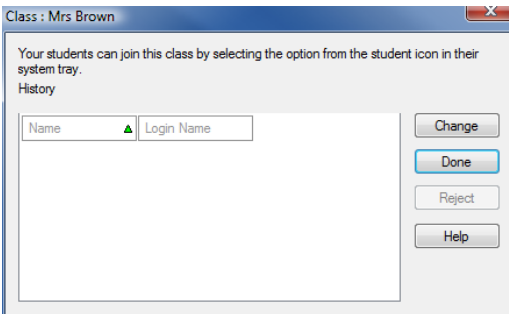 Class : Mrs Brown
Your students can join this class by selecting the option from the student icon in their
system tray.
History
Name Login Name
Change
Done
Reject
Help